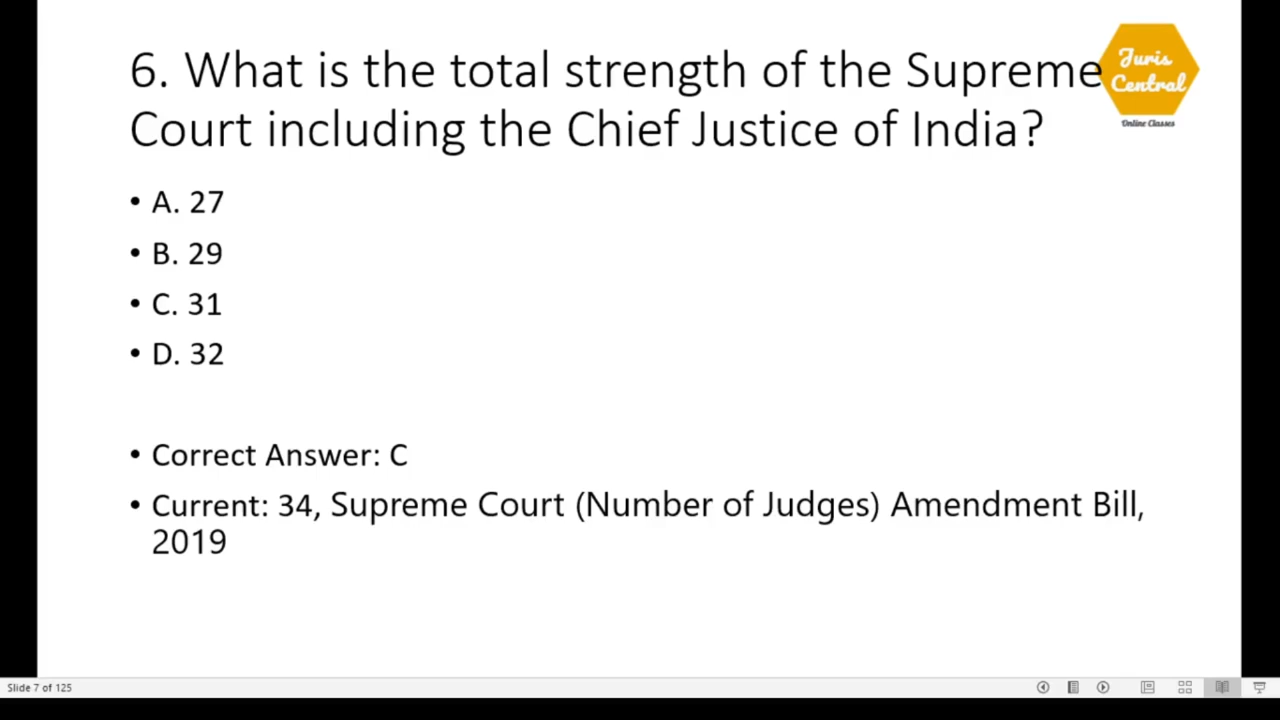 6. What is the total strength of the Supreme
Court including the Chief Justice of India?
Juris
Central
Online Classes
• A. 27
• B. 29
• C. 31
• D. 32
• Correct Answer: C
• Current: 34, Supreme Court (Number of Judges) Amendment Bill,
2019
Slide 7 of 125